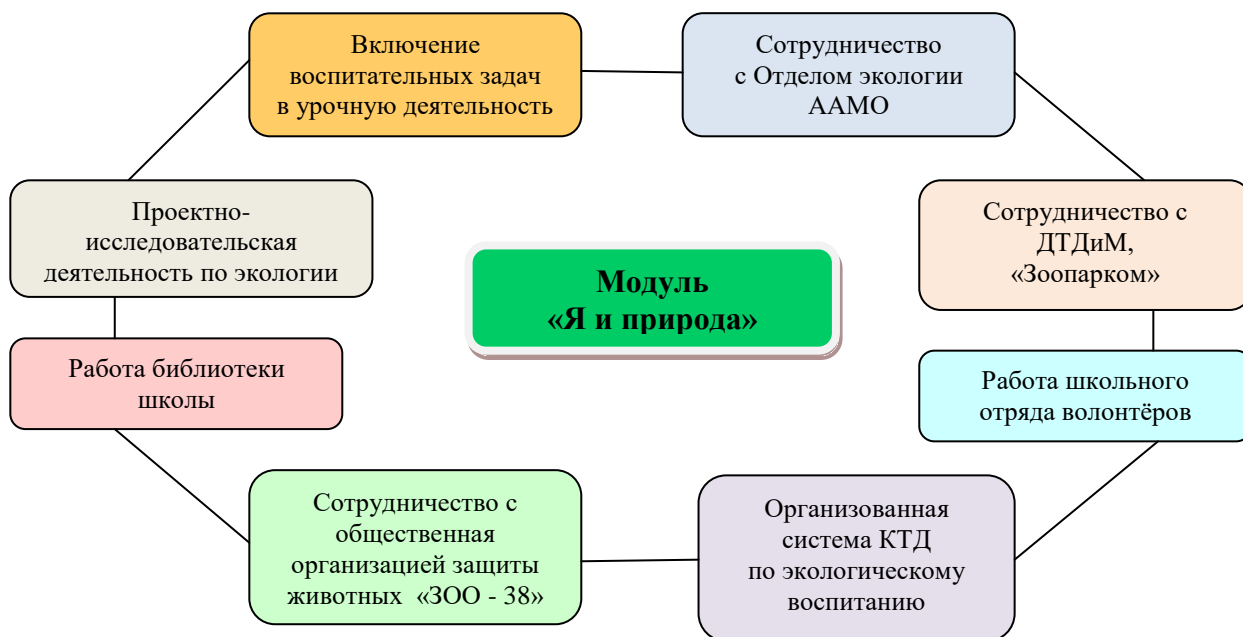 Включение
воспитательных задач
в урочную деятельность
Сотрудничество
с Отделом экологии
ААМО
Проектно-
исследовательская
деятельность по экологии
Модуль
«Я и природа»
Сотрудничество с
ДТДиМ,
«Зоопарком»
Работа библиотеки
школы
Работа школьного
отряда волонтёров
Сотрудничество с
общественная
организацией защиты
животных «ЗОО - 38»
Организованная
система КТД
по экологическому
воспитанию